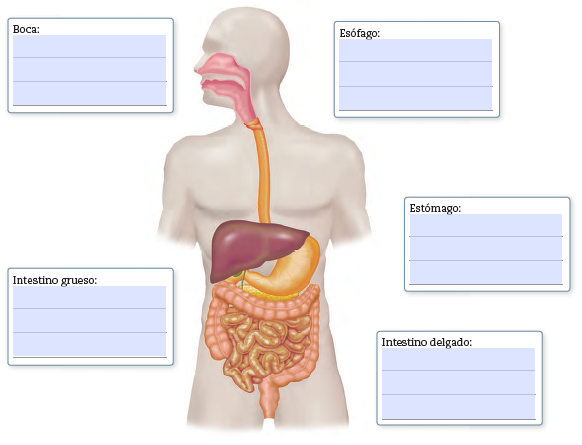 Boca:
Esófago:
Estómago:
Intestino grueso:
Intestino delgado: